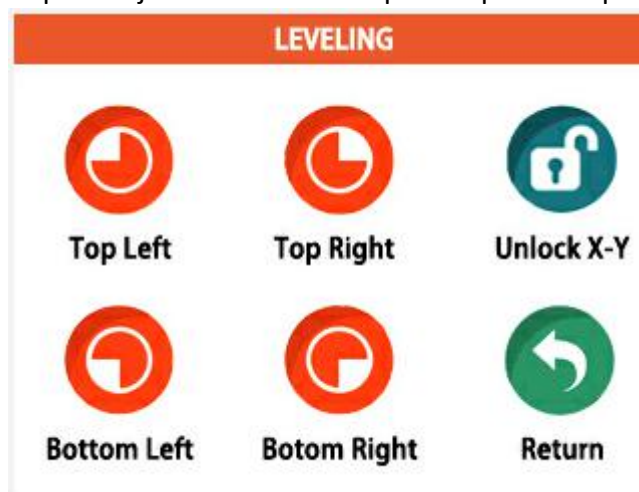 LEVELING
Top Left Top Right Unlock X-Y
Bottom Left Botom Right Return